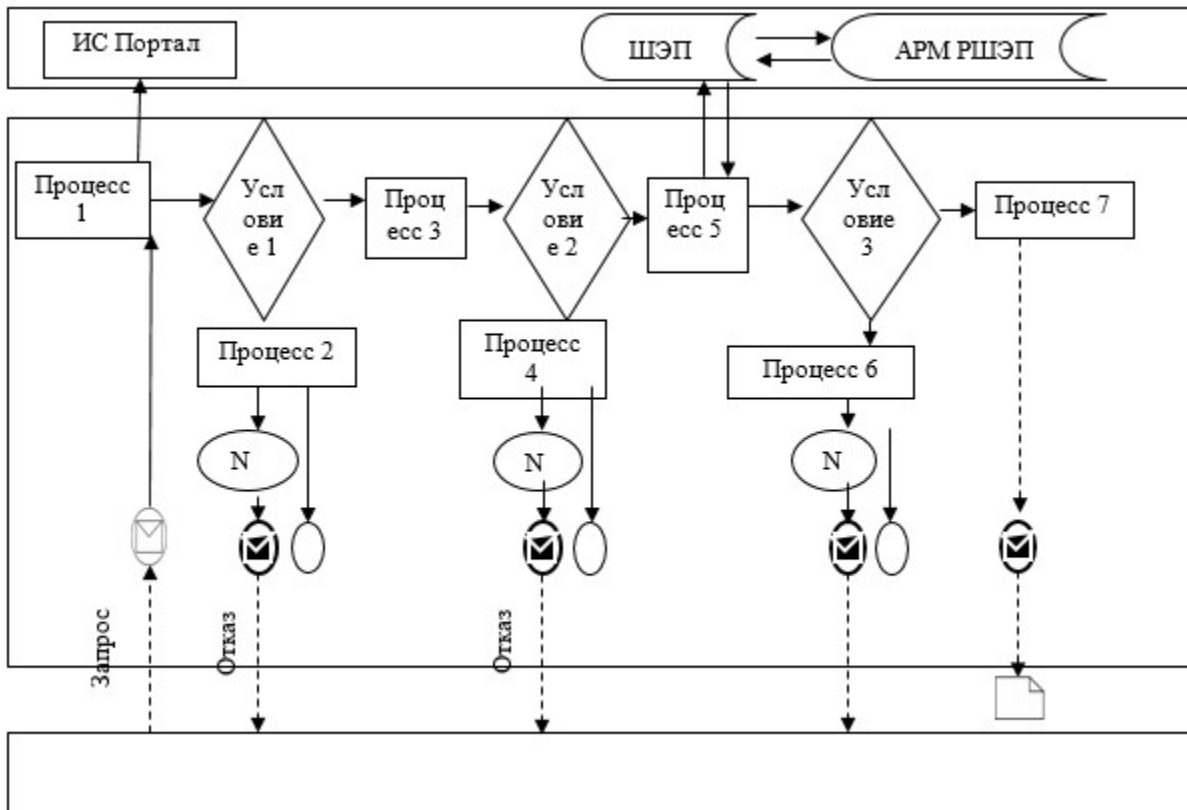 ИС Портал
ШЭП
АРМ РШЭП
Процесс
1
Усл
ови
е 1
Проц
есс 3
Усл
ови
е 2
Проц
есс 5
Усл
овие
3
Процесс 7
Процесс 2
Процесс
4
Процесс 6
N
N
N
Запрос
Отказ
Отказ